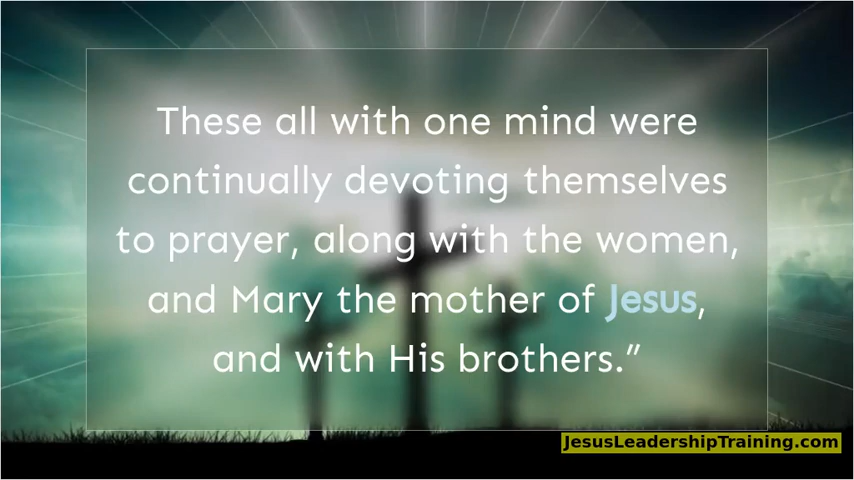 These all with one mind were
continually devoting themselves
to prayer, along with the women,
and Mary the mother of Jesus,
and with His brothers.”
JesusLeadershipTraining.com